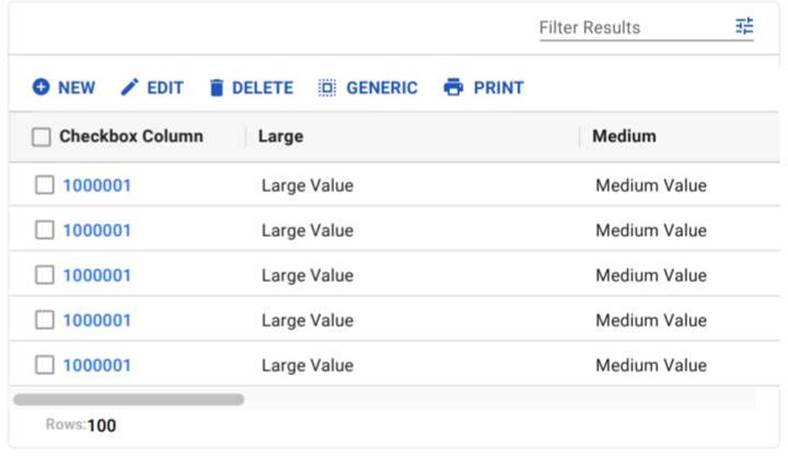 Filter Results
NEW EDIT DELETE GENERIC PRINT
Checkbox Column Large Medium
1000001 Large Value Medium Value
1000001 Large Value Medium Value
1000001 Large Value Medium Value
1000001 Large Value Medium Value
1000001 Large Value Medium Value
Rows:100